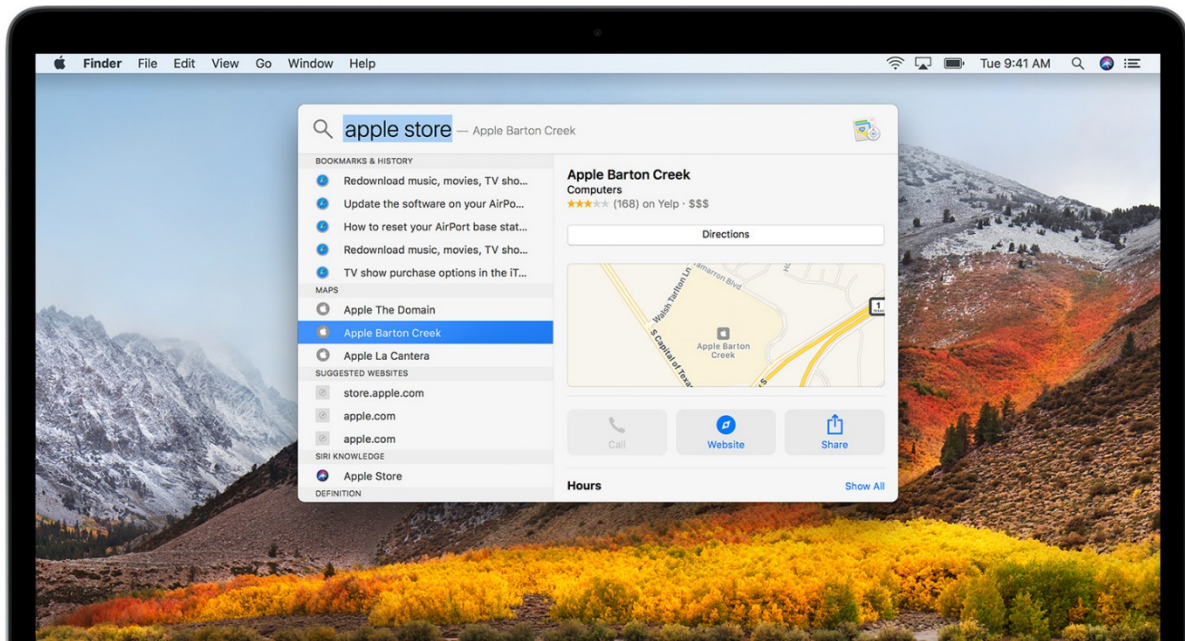 Finder File Edit View Go Window Help Tue 9:41 AM
apple store — Apple Barton Creek
BOOKMARKS & HISTORY
Redownload music, movies, TV sho...
Update the software on your AirPo...
How to reset your AirPort base stat...
Redownload music, movies, TV sho...
TV show purchase options in the iT...
MAPS
Apple The Domain
Apple Barton Creek
Apple La Cantera
SUGGESTED WEBSITES
store.apple.com
apple.com
apple.com
SIRI KNOWLEDGE
Apple Store
DEFINITION
Apple Barton Creek
Computers
(168) on Yelp · $$$
Directions
Walsh Tarlton Ln
S Capital of Texa
Apple Barton
Creek
1
Call
Website
Share
Hours
Show All